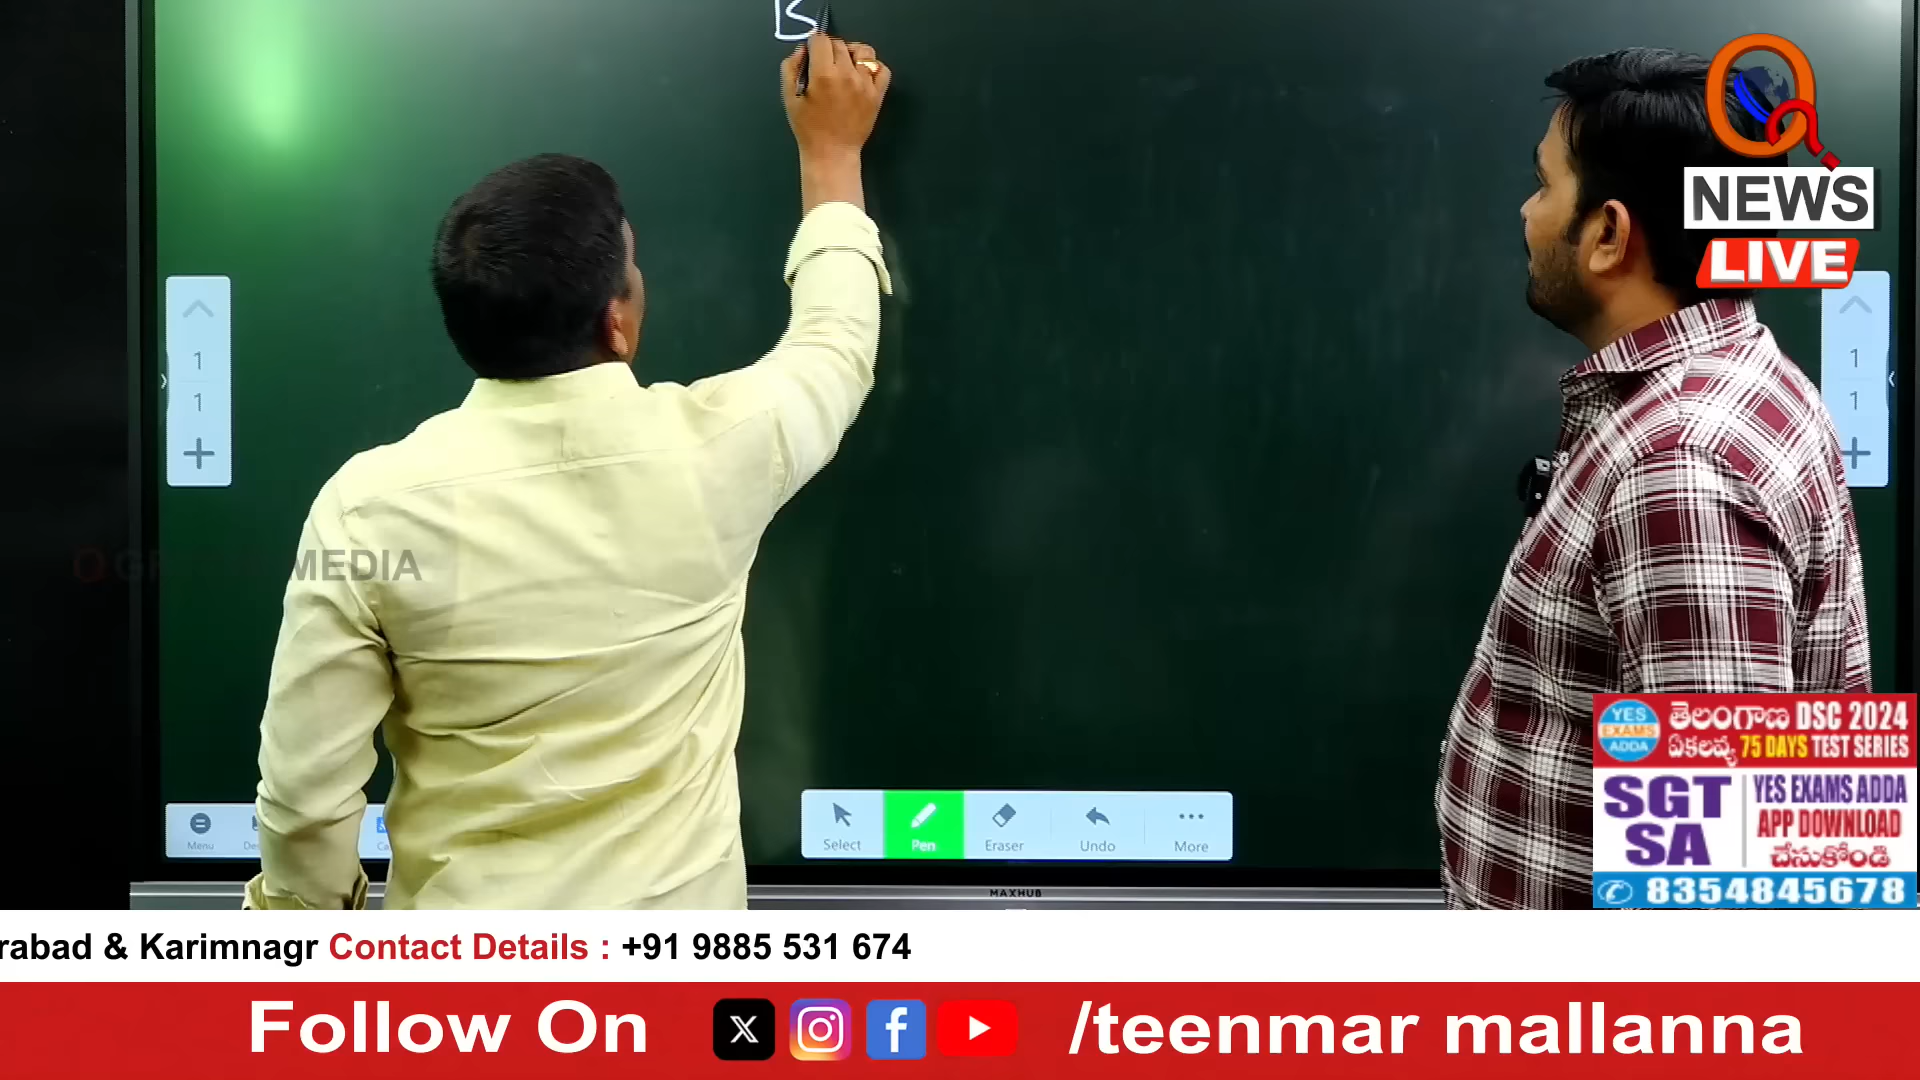 B
Q
NEWS
LIVE
1
1
1
1
MEDIA
Menu
Select
Pen
Eraser
Undo
More
MAXHUB
YES
EXAMS
ADDA
తెలంగాణ DSC 2024
ఏకలవ్య 75 DAYS TEST SERIES
SGT
SA
YES EXAMS ADDA
APP DOWNLOAD
చేసుకోండి
8354845678
rabad & Karimnagr Contact Details : +91 9885 531 674
Follow On /teenmar mallanna